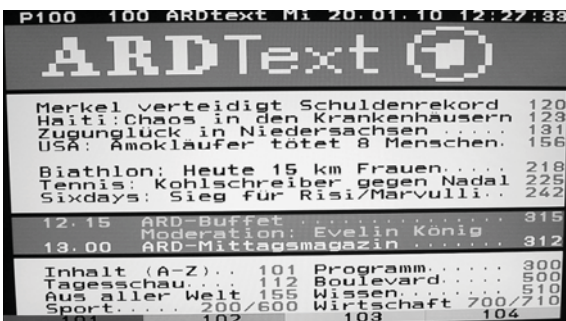 P100 100 ARDtext Mi 20.01.10 12:27:33
ARDText 1
Merkel verteidigt Schuldenrekord 120
Haiti:Chaos in den Krankenhäusern 123
Zugunglück in Niedersachsen ..... 131
USA: Amokläufer tötet 8 Menschen. 156
Biathlon: Heute 15 km Frauen..... 218
Tennis: Kohlschreiber gegen Nadal 225
Sixdays: Sieg für Risi/Marvulli.. 242
12.15 ARD-Buffet ............... 315
Moderation: Evelin König
13.00 ARD-Mittagsmagazin ....... 312
Inhalt (A-Z).. 101 Programm...... 300
Tagesschau.... 112 Boulevard..... 500
Aus aller Welt 155 Wissen........ 510
Sport..... 200/600 Wirtschaft 700/710
101 102 103 104